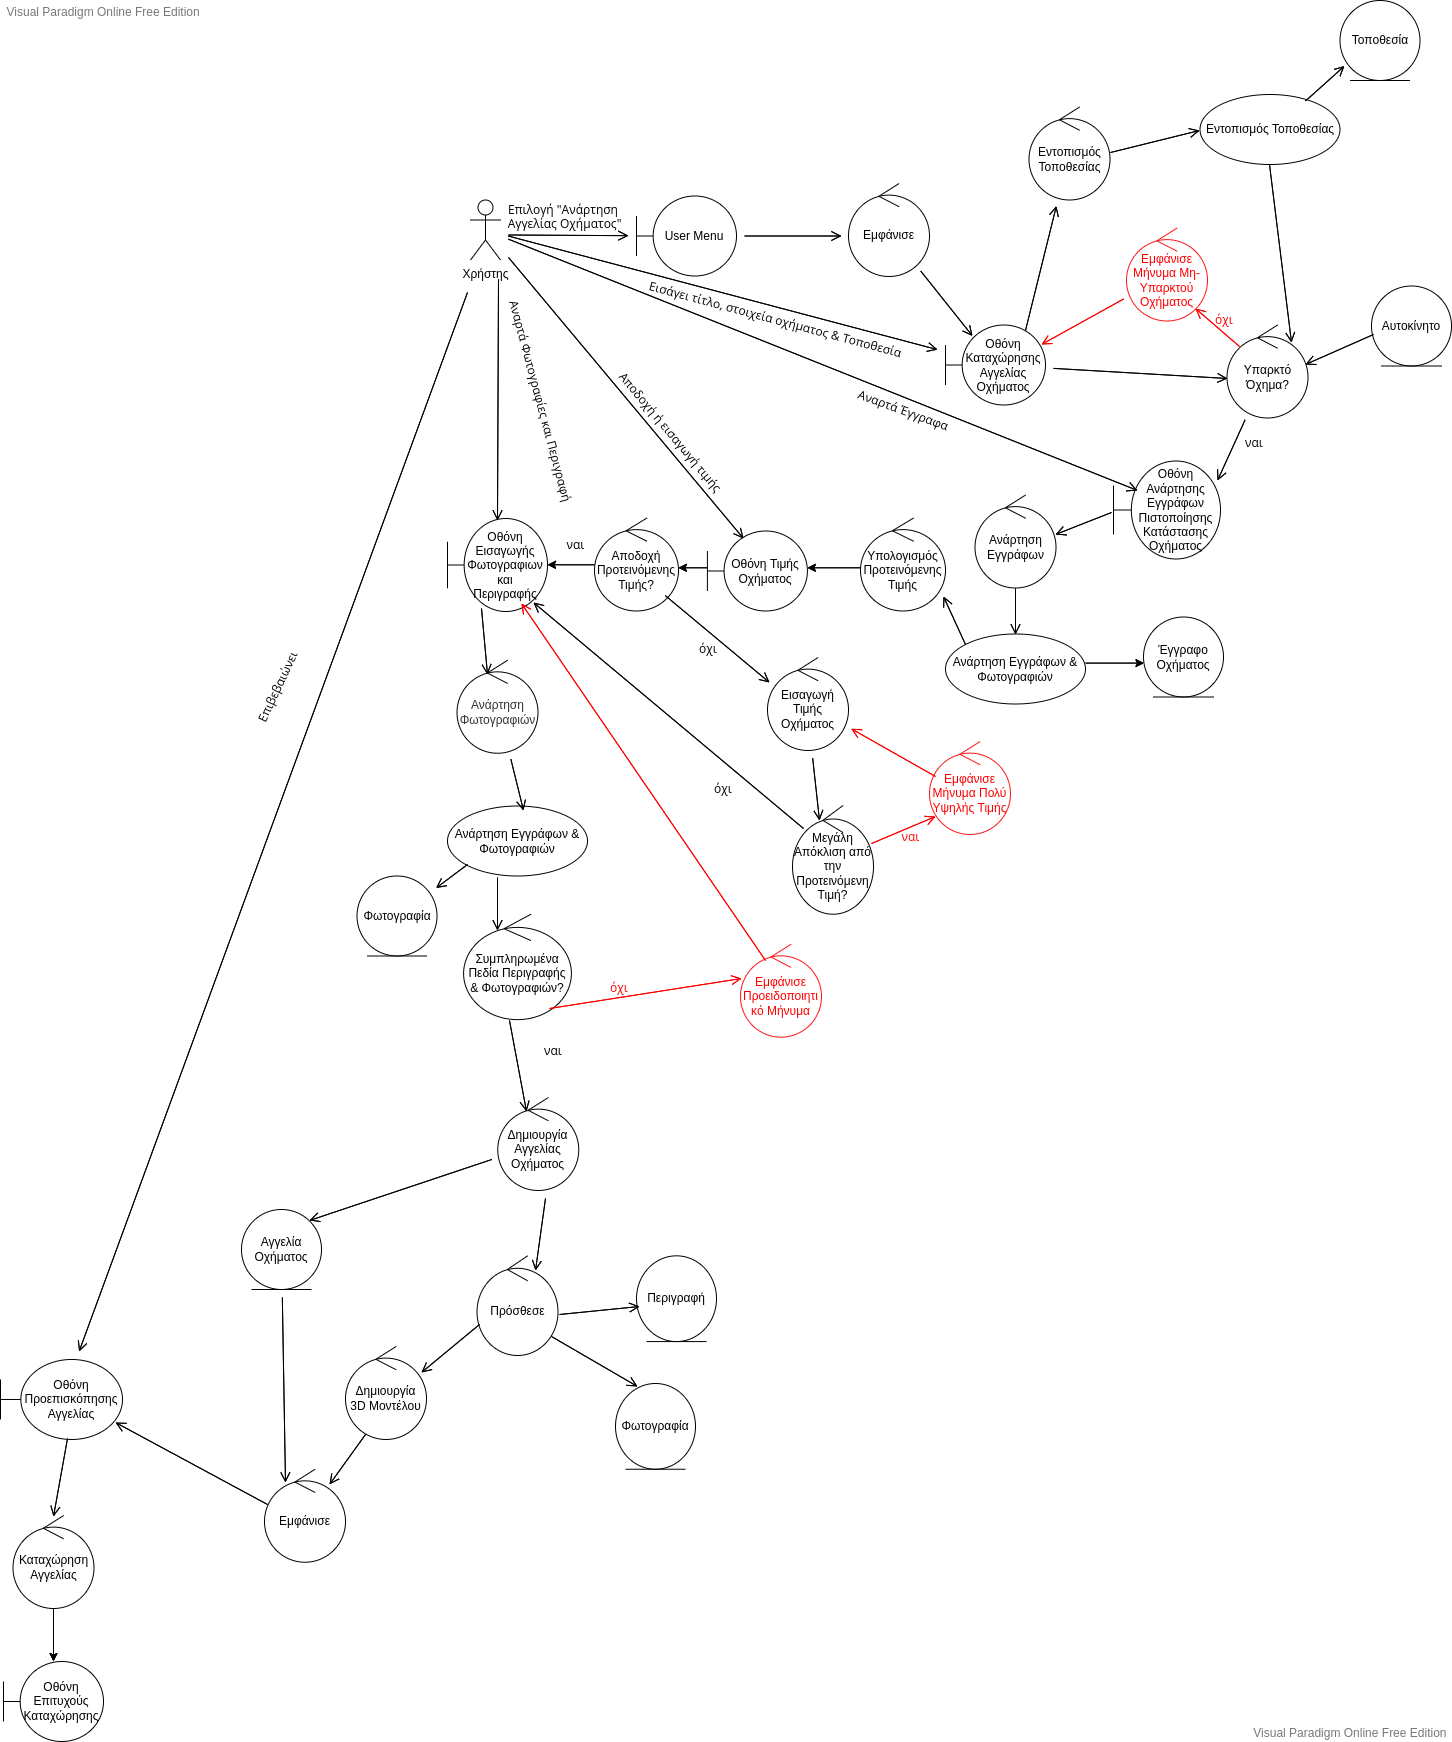 Visual Paradigm Online Free Edition
Τοποθεσία
Εντοπισμός Τοποθεσίας
Εντοπισμός
Τοποθεσίας
Επιλογή "Ανάρτηση
Αγγελίας Οχήματος"
User Menu
Εμφάνισε
Χρήστης
Εμφάνισε
Μήνυμα Μη-
Υπαρκτού
Οχήματος
όχι
Αυτοκίνητο
Εισάγει τίτλο, στοιχεία οχήματος & Τοποθεσία
Οθόνη
Καταχώρησης
Αγγελίας
Οχήματος
Υπαρκτό
Όχημα?
Αναρτά Φωτογραφίες και Περιγραφή
Αποδοχή ή εισαγωγή τιμής
Αναρτά Έγγραφα
ναι
Οθόνη
Ανάρτησης
Εγγράφων
Πιστοποίησης
Κατάστασης
Οχήματος
Ανάρτηση
Εγγράφων
Υπολογισμός
Προτεινόμενης
Τιμής
Οθόνη Τιμής
Οχήματος
Αποδοχή
Προτεινόμενης
Τιμής?
ναι
Οθόνη
Εισαγωγής
Φωτογραφιων
και
Περιγραφής
όχι
Ανάρτηση Εγγράφων &
Φωτογραφιών
Έγγραφο
Οχήματος
Επιβεβαιώνει
Ανάρτηση
Φωτογραφιών
Εισαγωγή
Τιμής
Οχήματος
όχι
Εμφάνισε
Μήνυμα Πολύ
Υψηλής Τιμής
ναι
Μεγάλη
Απόκλιση από
την
Προτεινόμενη
Τιμή?
Ανάρτηση Εγγράφων &
Φωτογραφιών
Φωτογραφία
Συμπληρωμένα
Πεδία Περιγραφής
& Φωτογραφιών?
όχι
Εμφάνισε
Προειδοποιητι
κό Μήνυμα
ναι
Δημιουργία
Αγγελίας
Οχήματος
Αγγελία
Οχήματος
Πρόσθεσε
Περιγραφή
Δημιουργία
3D Μοντέλου
Φωτογραφία
Οθόνη
Προεπισκόπησης
Αγγελίας
Εμφάνισε
Καταχώρηση
Αγγελίας
Οθόνη
Επιτυχούς
Καταχώρησης
Visual Paradigm Online Free Edition